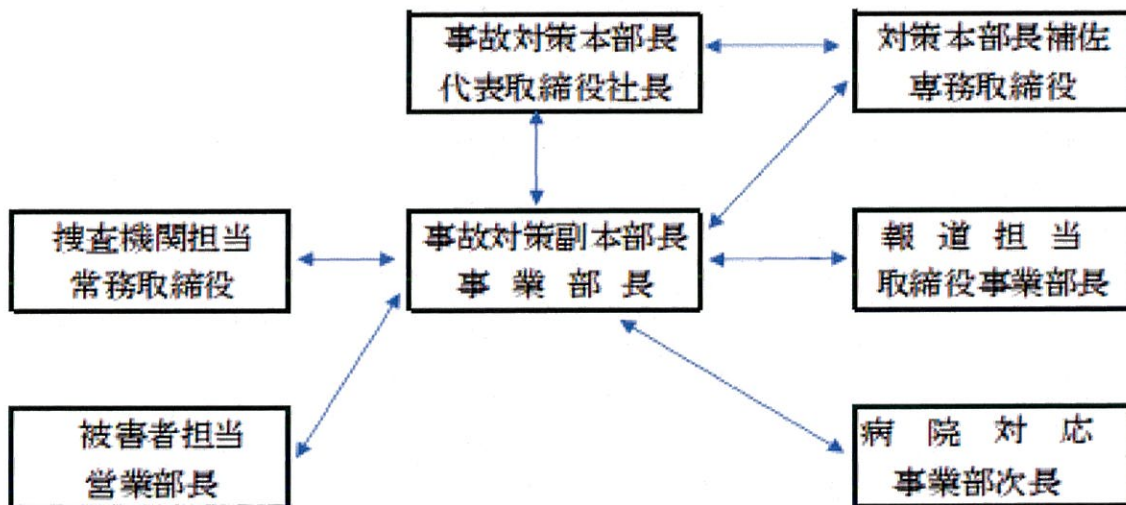 事故対策本部長
代表取締役社長
対策本部長補佐
専務取締役
捜査機関担当
常務取締役
事故対策副本部長
事業部長
報道担当
取締役事業部長
被害者担当
営業部長
病院対応
事業部次長